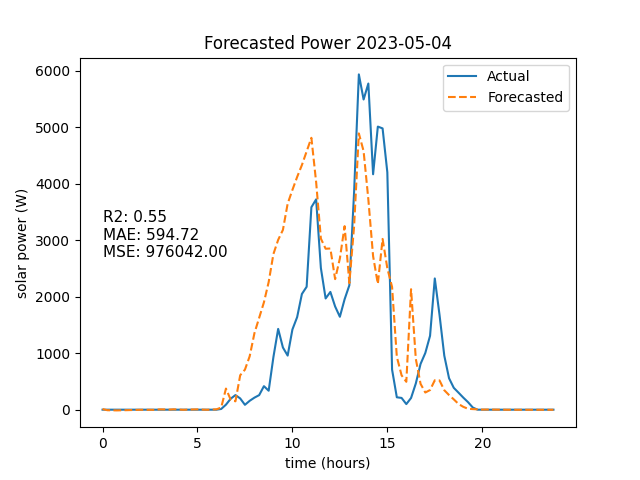 Forecasted Power 2023-05-04
6000
5000
4000
3000
2000
1000
0
solar power (W)
R2: 0.55
MAE: 594.72
MSE: 976042.00
Actual
Forecasted
0 5 10 15 20
time (hours)